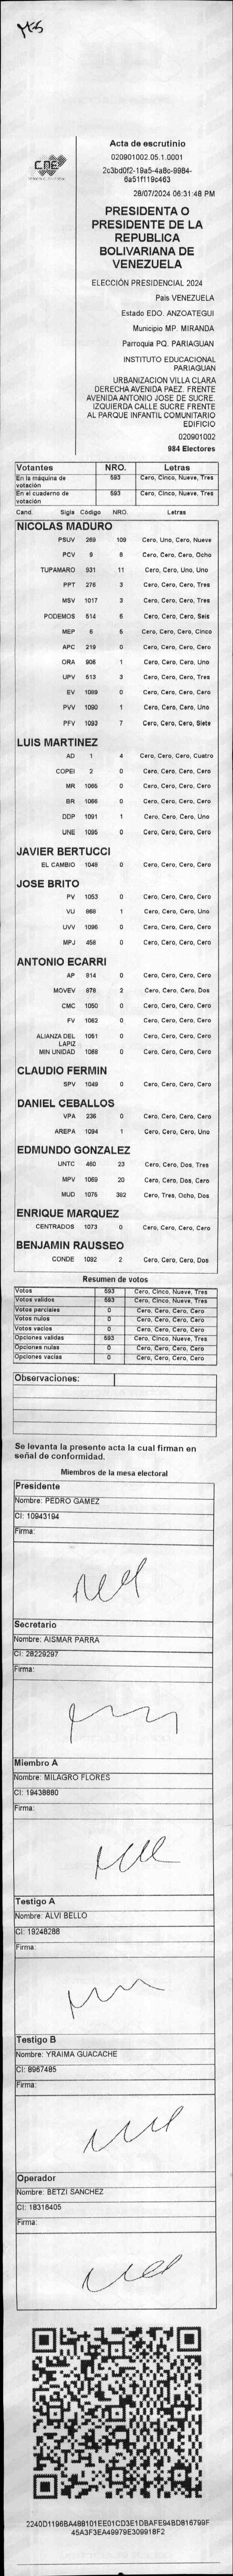 CNE
Acta de escrutinio
020901002.05.1.0001
2c3bd0f2-19a5-4a8c-9984-
6a51f119c463
28/07/2024 06:31:48 PM
PRESIDENTA O
PRESIDENTE DE LA
REPUBLICA
BOLIVARIANA DE
VENEZUELA
ELECCIÓN PRESIDENCIAL 2024
País VENEZUELA
Estado EDO. ANZOATEGUI
Municipio MP. MIRANDA
Parroquia PQ. PARIAGUAN
INSTITUTO EDUCACIONAL
PARIAGUAN
URBANIZACION VILLA CLARA
DERECHA AVENIDA PAEZ. FRENTE
AVENIDA ANTONIO JOSE DE SUCRE.
IZQUIERDA CALLE SUCRE FRENTE
AL PARQUE INFANTIL COMUNITARIO
EDIFICIO
020901002
984 Electores
Votantes NRO. Letras
En la máquina de votación 593 Cero, Cinco, Nueve, Tres
En el cuaderno de votación 593 Cero, Cinco, Nueve, Tres
Cand. Sigla Código NRO. Letras
NICOLAS MADURO
PSUV 269 109 Cero, Uno, Cero, Nueve
PCV 9 8 Cero, Cero, Cero, Ocho
TUPAMARO 931 11 Cero, Cero, Uno, Uno
PPT 276 3 Cero, Cero, Cero, Tres
MSV 1017 3 Cero, Cero, Cero, Tres
PODEMOS 514 6 Cero, Cero, Cero, Seis
MEP 6 5 Cero, Cero, Cero, Cinco
APC 219 0 Cero, Cero, Cero, Cero
ORA 906 1 Cero, Cero, Cero, Uno
UPV 513 3 Cero, Cero, Cero, Tres
EV 1089 0 Cero, Cero, Cero, Cero
PVV 1090 1 Cero, Cero, Cero, Uno
PFV 1093 7 Cero, Cero, Cero, Siete
LUIS MARTINEZ
AD 1 4 Cero, Cero, Cero, Cuatro
COPEI 2 0 Cero, Cero, Cero, Cero
MR 1065 0 Cero, Cero, Cero, Cero
BR 1086 0 Cero, Cero, Cero, Cero
DDP 1091 1 Cero, Cero, Cero, Uno
UNE 1095 0 Cero, Cero, Cero, Cero
JAVIER BERTUCCI
EL CAMBIO 1048 0 Cero, Cero, Cero, Cero
JOSE BRITO
PV 1053 0 Cero, Cero, Cero, Cero
VU 868 1 Cero, Cero, Cero, Uno
UVV 1096 0 Cero, Cero, Cero, Cero
MPJ 458 0 Cero, Cero, Cero, Cero
ANTONIO ECARRI
AP 914 0 Cero, Cero, Cero, Cero
MOVEV 878 2 Cero, Cero, Cero, Dos
CMC 1050 0 Cero, Cero, Cero, Cero
FV 1062 0 Cero, Cero, Cero, Cero
ALIANZA DEL LAPIZ 1051 0 Cero, Cero, Cero, Cero
MIN UNIDAD 1068 0 Cero, Cero, Cero, Cero
CLAUDIO FERMIN
SPV 1049 0 Cero, Cero, Cero, Cero
DANIEL CEBALLOS
VPA 236 0 Cero, Cero, Cero, Cero
AREPA 1094 1 Cero, Cero, Cero, Uno
EDMUNDO GONZALEZ
UNTC 460 23 Cero, Cero, Dos, Tres
MPV 1069 20 Cero, Cero, Dos, Cero
MUD 1075 382 Cero, Tres, Ocho, Dos
ENRIQUE MARQUEZ
CENTRADOS 1073 0 Cero, Cero, Cero, Cero
BENJAMIN RAUSSEO
CONDE 1092 2 Cero, Cero, Cero, Dos
Resumen de votos
Votos 593 Cero, Cinco, Nueve, Tres
Votos validos 593 Cero, Cinco, Nueve, Tres
Votos parciales 0 Cero, Cero, Cero, Cero
Votos nulos 0 Cero, Cero, Cero, Cero
Votos vacios 0 Cero, Cero, Cero, Cero
Opciones validas 593 Cero, Cinco, Nueve, Tres
Opciones nulas 0 Cero, Cero, Cero, Cero
Opciones vacias 0 Cero, Cero, Cero, Cero
Observaciones:
Se levanta la presente acta la cual firman en
señal de conformidad.
Miembros de la mesa electoral
Presidente
Nombre: PEDRO GAMEZ
CI: 10943194
Firma:
Secretario
Nombre: AISMAR PARRA
CI: 28229297
Firma:
Miembro A
Nombre: MILAGRO FLORES
CI: 19438880
Firma:
Testigo A
Nombre: ALVI BELLO
CI: 19248288
Firma:
Testigo B
Nombre: YRAIMA GUACACHE
CI: 8967485
Firma:
Operador
Nombre: BETZI SANCHEZ
CI: 18316405
Firma:
2240D1196BA488101EE01CD3E1DBAFE94BD816799F
45A3F3EA49979E309918F2